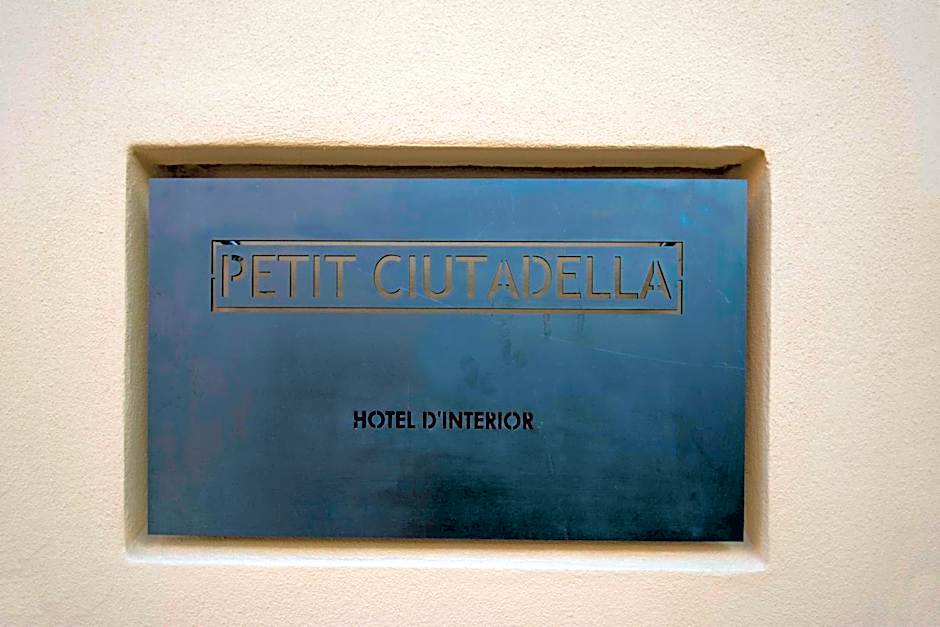 PETIT CIUTADELLA
HOTEL D'INTERIOR